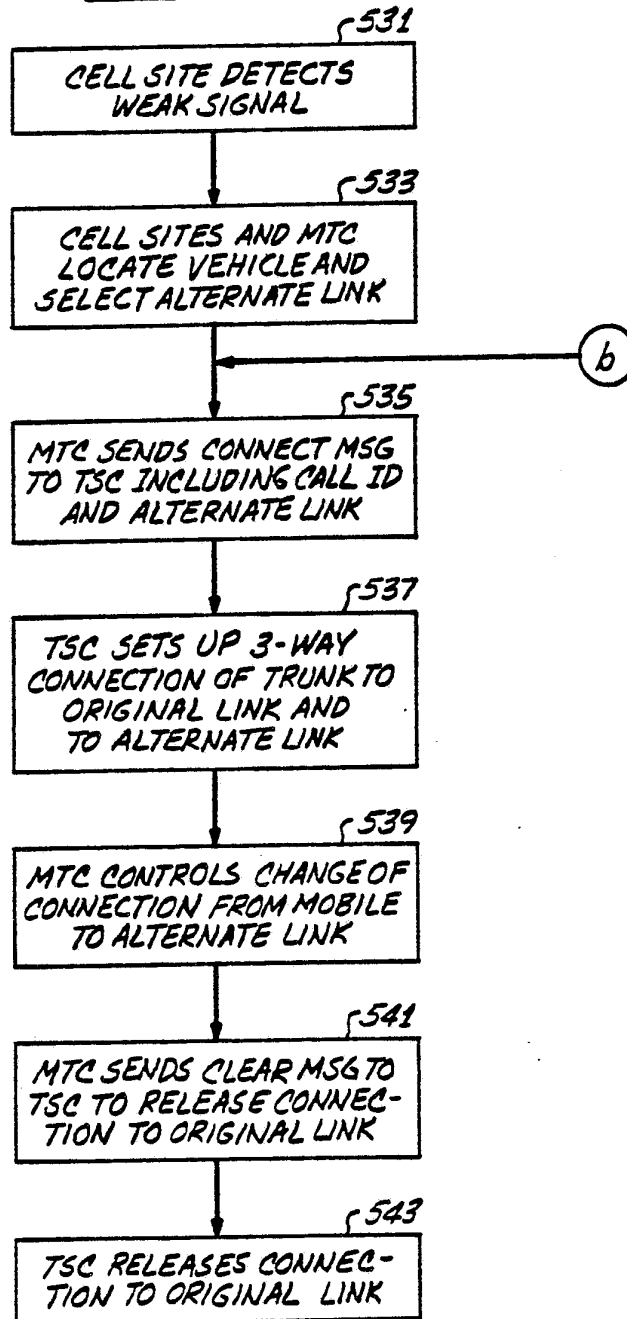 531
CELL SITE DETECTS
WEAK SIGNAL
533
CELL SITES AND MTC
LOCATE VEHICLE AND
SELECT ALTERNATE LINK
b
535
MTC SENDS CONNECT MSG
TO TSC INCLUDING CALL ID
AND ALTERNATE LINK
537
TSC SETS UP 3-WAY
CONNECTION OF TRUNK TO
ORIGINAL LINK AND
TO ALTERNATE LINK
539
MTC CONTROLS CHANGE OF
CONNECTION FROM MOBILE
TO ALTERNATE LINK
541
MTC SENDS CLEAR MSG TO
TSC TO RELEASE CONNEC-
TION TO ORIGINAL LINK
543
TSC RELEASES CONNEC-
TION TO ORIGINAL LINK